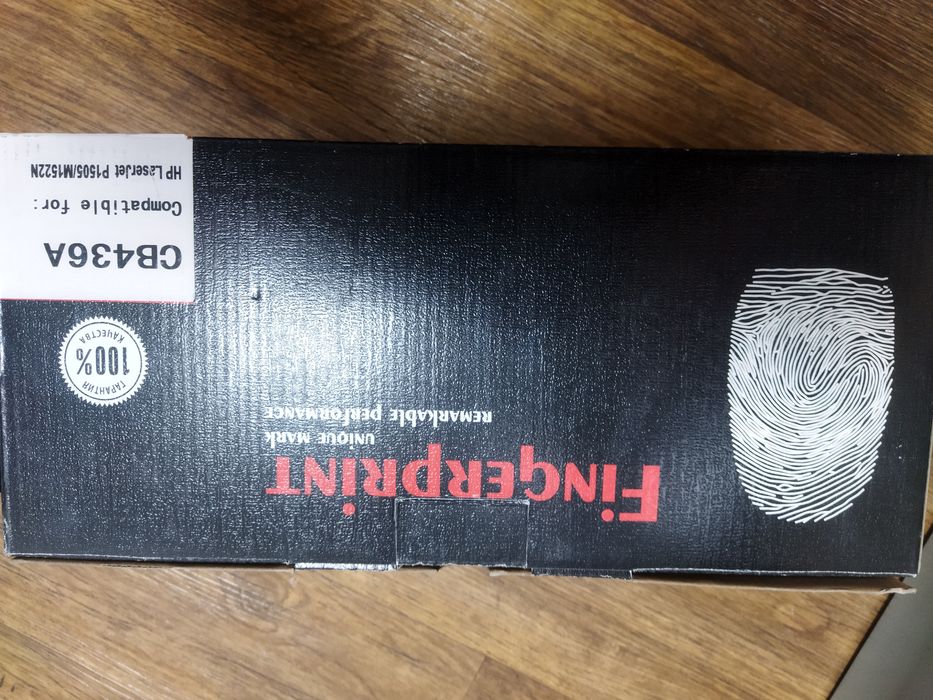 FINGERPRINT
UNIQUE MARK
REMARKABLE PERFORMANCE
ГАРАНТИЯ
100%
КАЧЕСТВА
CB436A
Compatible for:
HP LaserJet P1505/M1522N